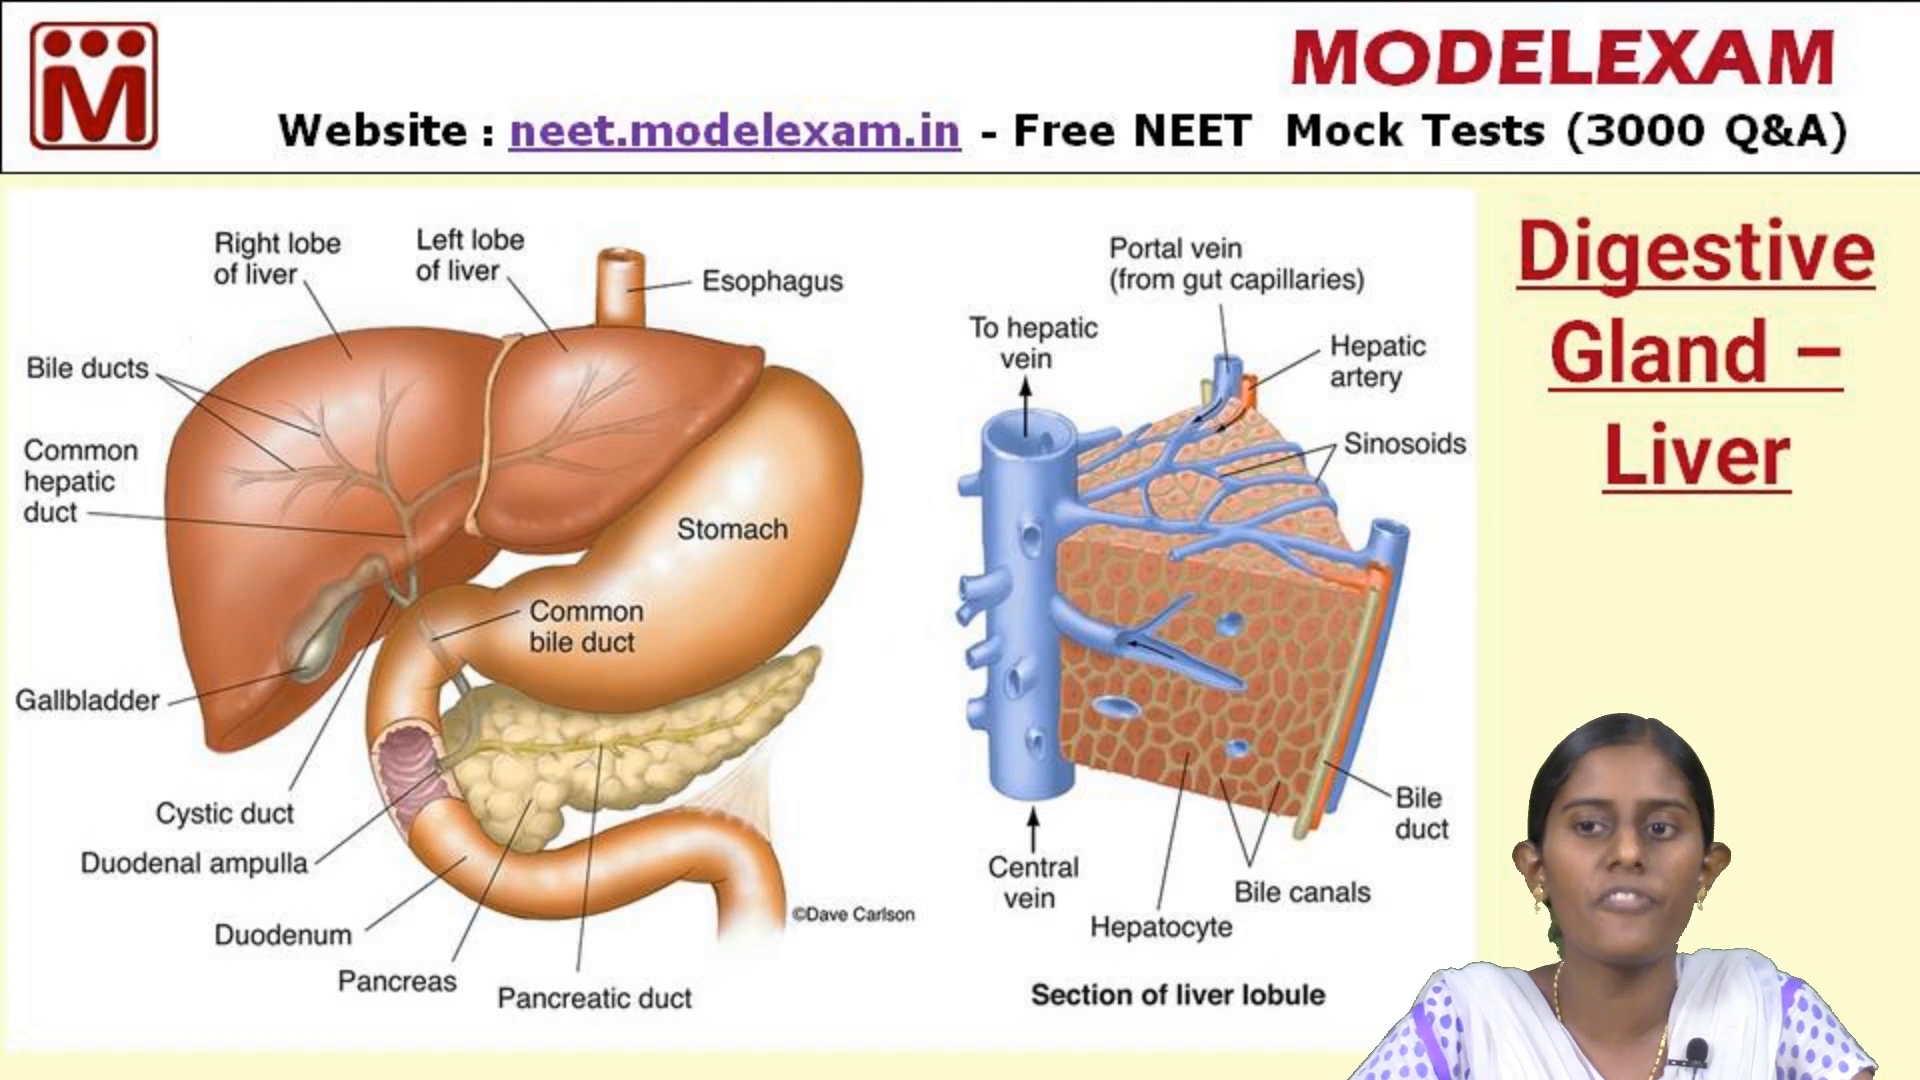 M
MODELEXAM
Website : neet.modelexam.in - Free NEET Mock Tests (3000 Q&A)
Digestive
Gland –
Liver
Right lobe
of liver
Left lobe
of liver
Esophagus
Bile ducts
Common
hepatic
duct
Stomach
Common
bile duct
Gallbladder
Cystic duct
Duodenal ampulla
Duodenum
Pancreas
Pancreatic duct
©Dave Carlson
Portal vein
(from gut capillaries)
To hepatic
vein
Hepatic
artery
Sinosoids
Bile
duct
Central
vein
Bile canals
Hepatocyte
Section of liver lobule